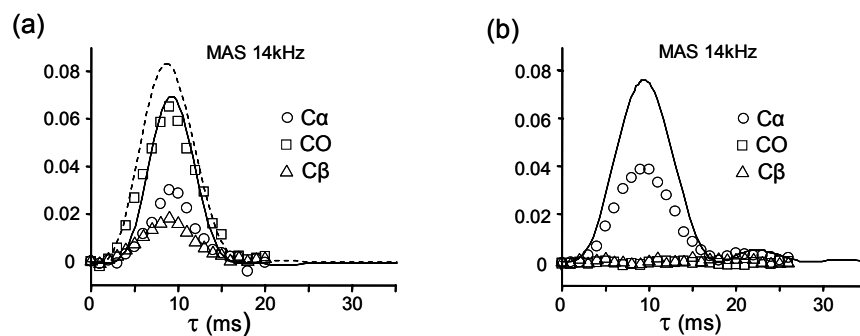 (a)
MAS 14kHz
0.08
0.06
0.04
0.02
0
○ Cα
□ CO
△ Cβ
0 10 20 30
τ (ms)
(b)
MAS 14kHz
0.08
0.06
0.04
0.02
0
○ Cα
□ CO
△ Cβ
0 10 20 30
τ (ms)